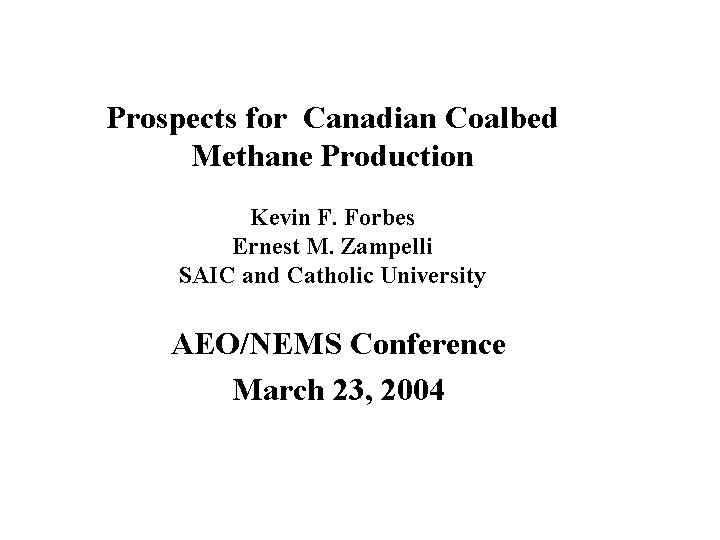 Prospects for Canadian Coalbed
Methane Production
Kevin F. Forbes
Ernest M. Zampelli
SAIC and Catholic University
AEO/NEMS Conference
March 23, 2004